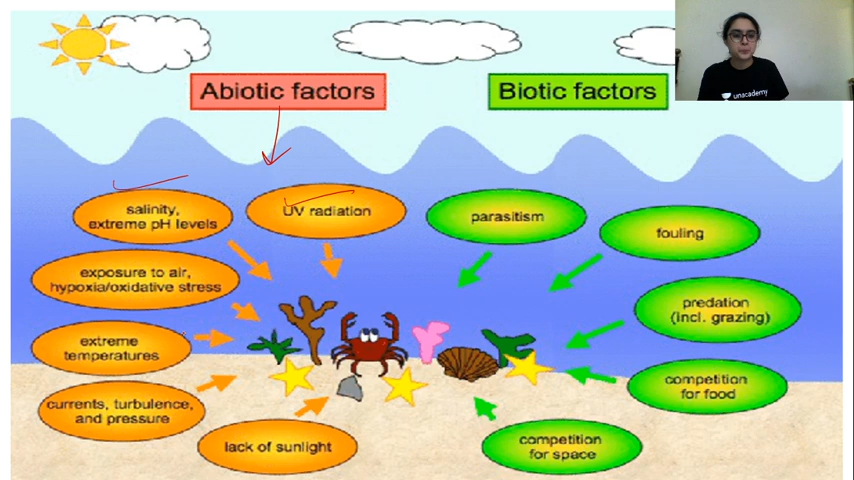 Abiotic factors
Biotic factors
unacademy
salinity,
extreme pH levels
UV radiation
parasitism
fouling
exposure to air,
hypoxia/oxidative stress
predation
(incl. grazing)
extreme
temperatures
competition
for food
currents, turbulence,
and pressure
lack of sunlight
competition
for space